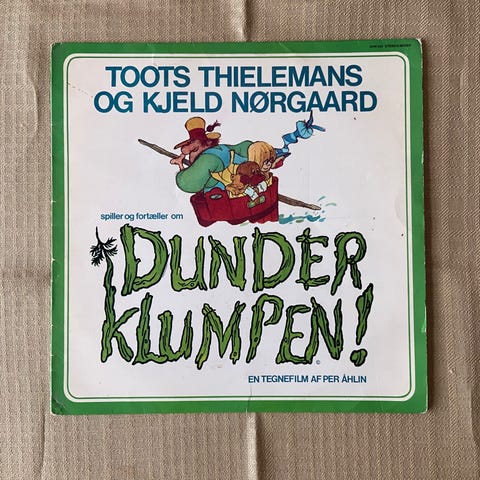 TOOTS THIELEMANS
OG KJELD NØRGAARD
spiller og fortæller om
DUNDER
KLUMPEN!
EN TEGNEFILM AF PER ÅHLIN